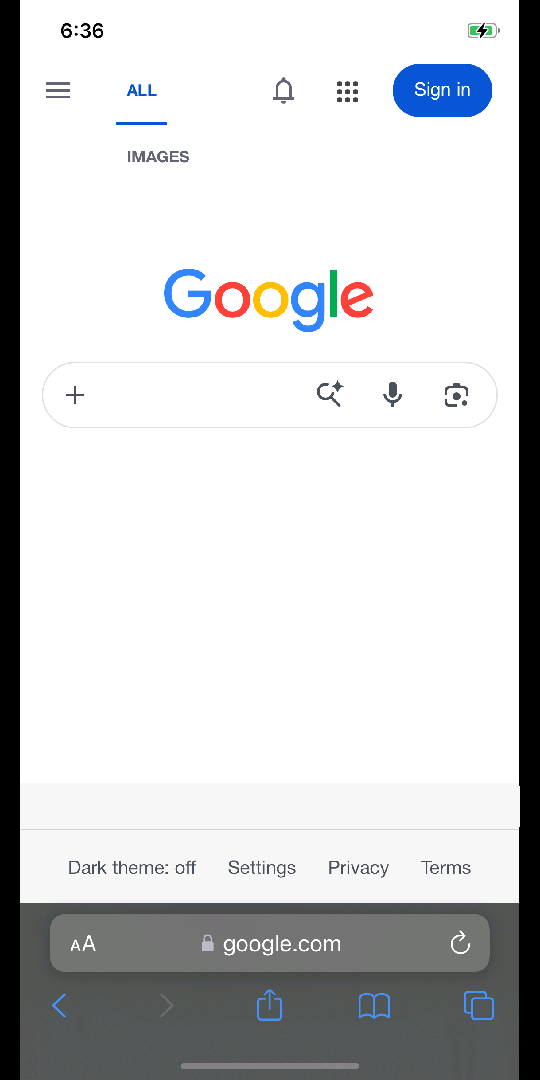 6:36
ALL
Sign in
IMAGES
Google
Dark theme: off
Settings
Privacy
Terms
AA
google.com